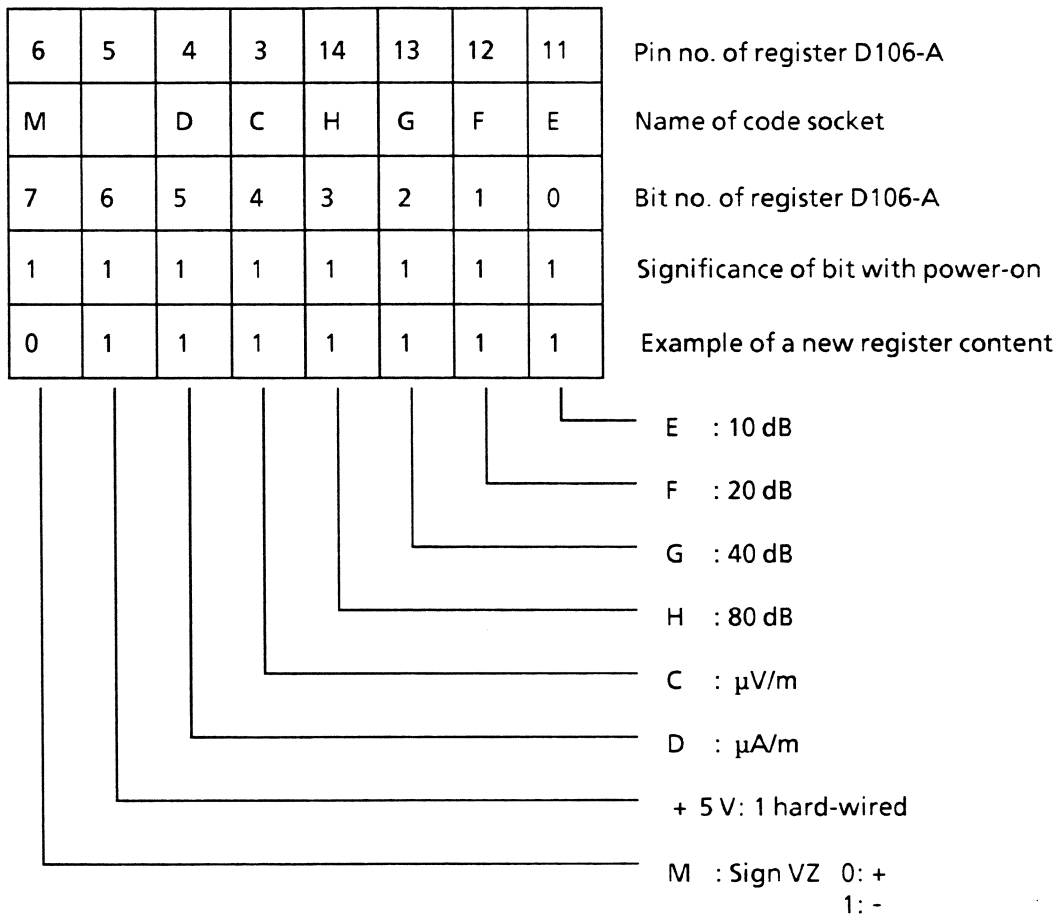 6 5 4 3 14 13 12 11 Pin no. of register D106-A
M D C H G F E Name of code socket
7 6 5 4 3 2 1 0 Bit no. of register D106-A
1 1 1 1 1 1 1 1 Significance of bit with power-on
0 1 1 1 1 1 1 1 Example of a new register content
E : 10 dB
F : 20 dB
G : 40 dB
H : 80 dB
C : µV/m
D : µA/m
+ 5 V: 1 hard-wired
M : Sign VZ 0: +
1: -